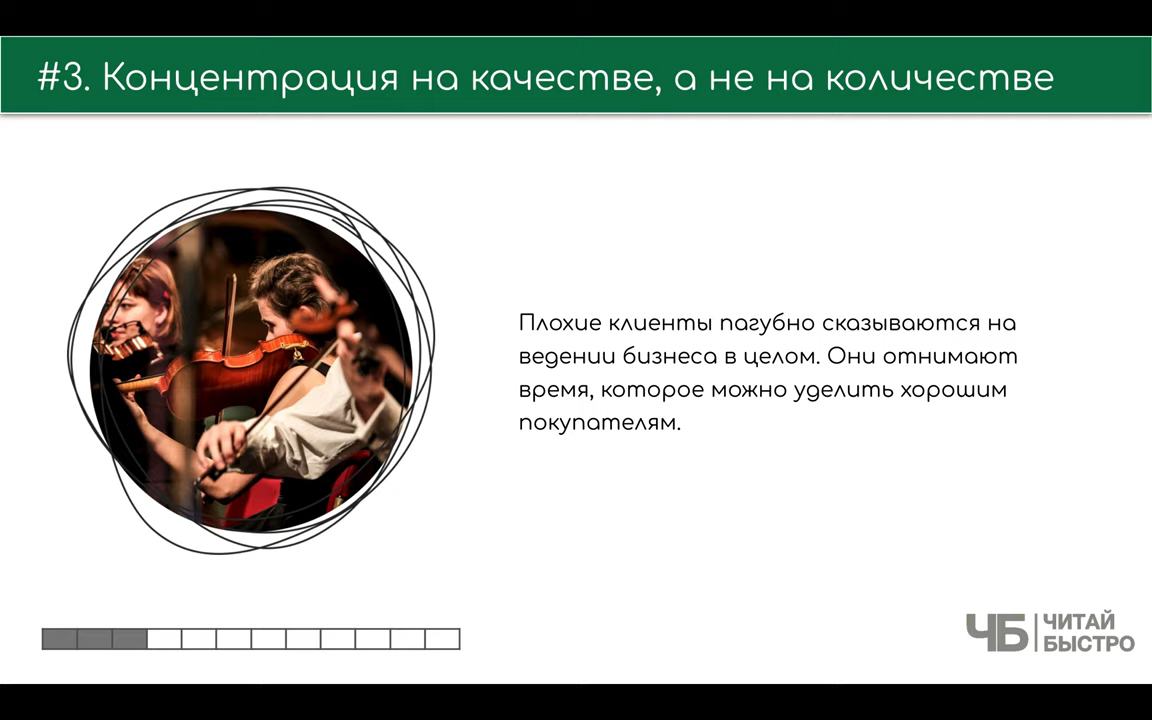 #3. Концентрация на качестве, а не на количестве
Плохие клиенты пагубно сказываются на
ведении бизнеса в целом. Они отнимают
время, которое можно уделить хорошим
покупателям.
ЧБ ЧИТАЙ
БЫСТРО